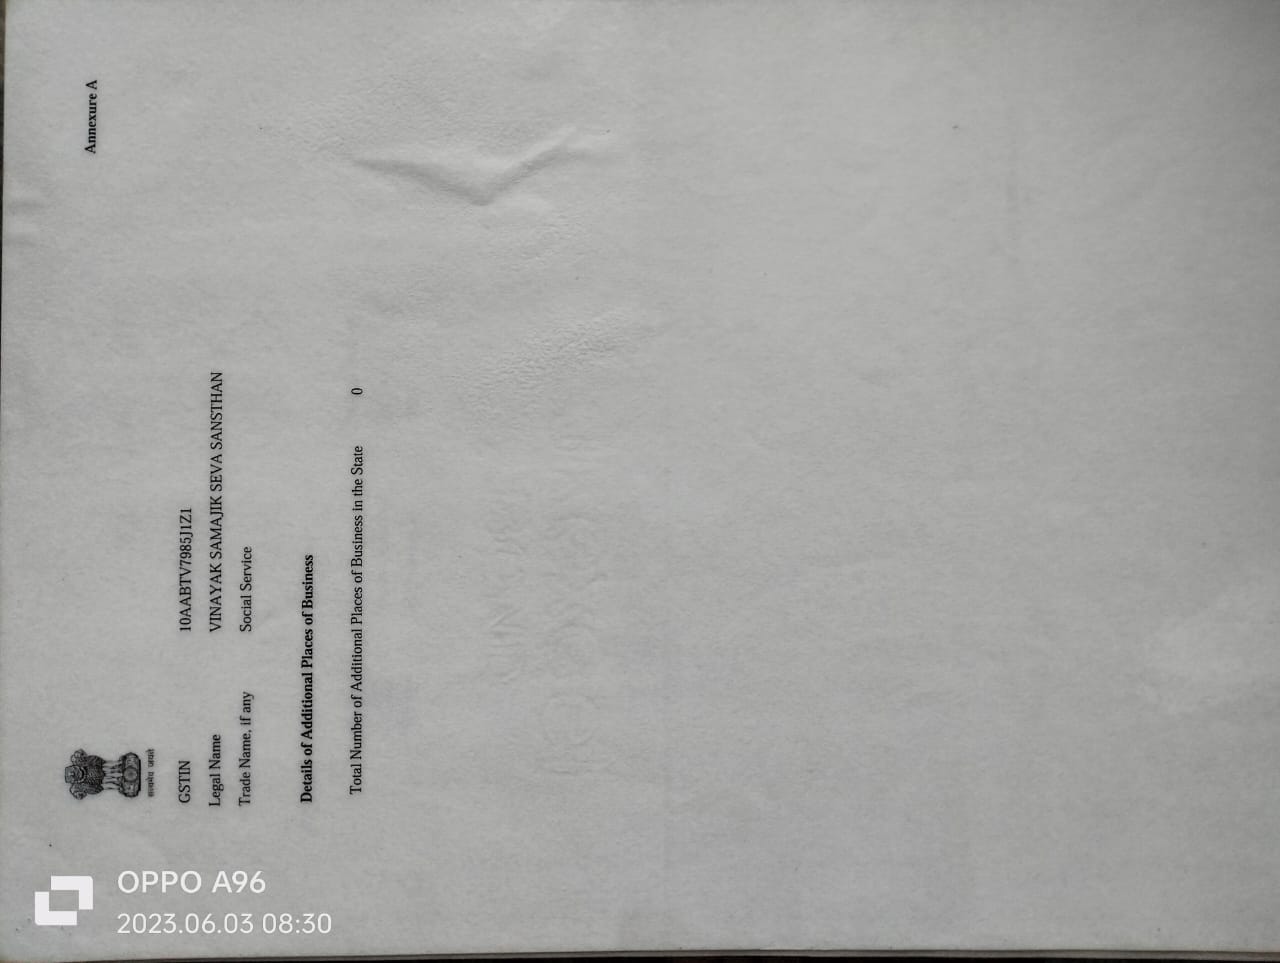 Annexure A
सत्यमेव जयते
GSTIN 10AABTV7985J1Z1
Legal Name VINAYAK SAMAJIK SEVA SANSTHAN
Trade Name, if any Social Service
Details of Additional Places of Business
Total Number of Additional Places of Business in the State 0
OPPO A96
2023.06.03 08:30